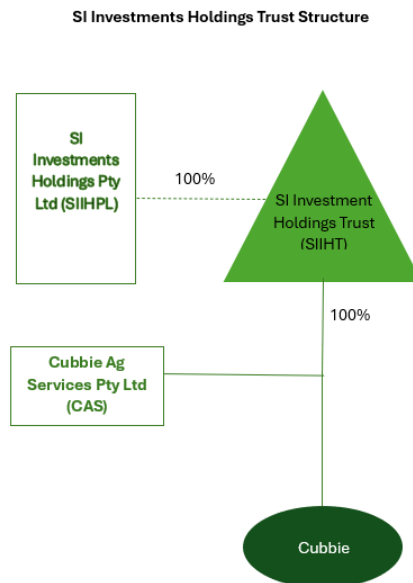 SI Investments Holdings Trust Structure
SI
Investments
Holdings Pty
Ltd (SIIHPL)
100%
SI Investment
Holdings Trust
(SIIHT)
100%
Cubbie Ag
Services Pty Ltd
(CAS)
Cubbie